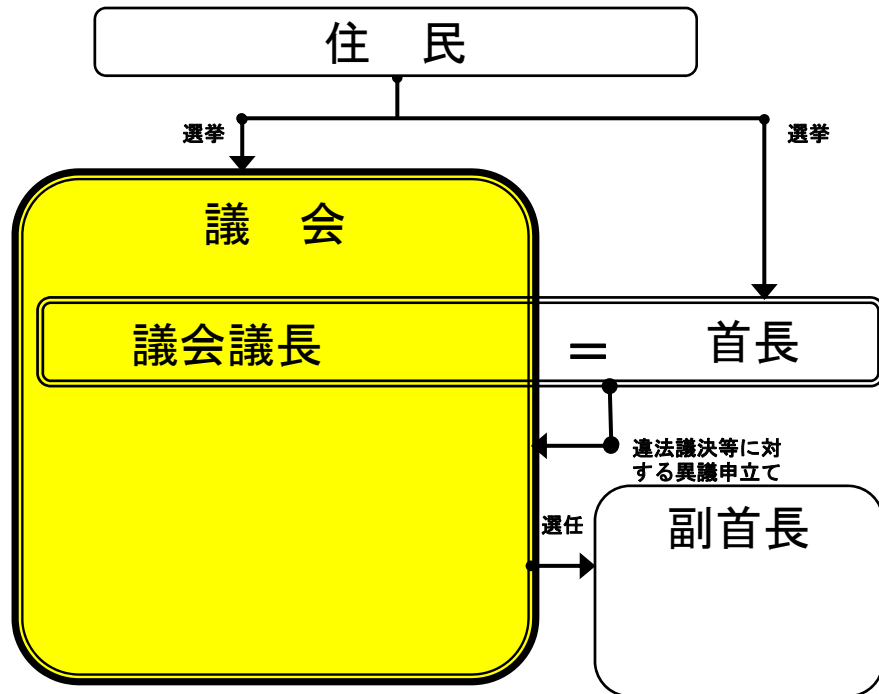 住　民
選挙
選挙
議　会
議会議長　＝　首長
違法議決等に対
する異議申立て
選任
副首長